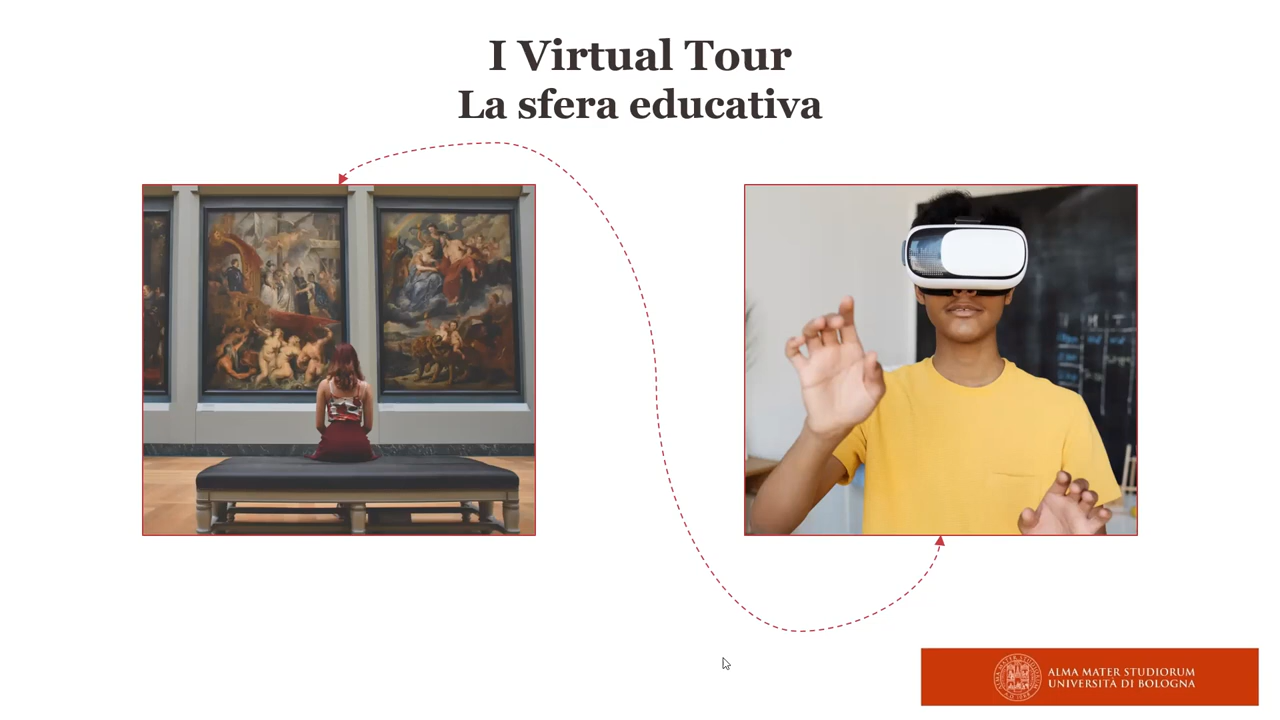 I Virtual Tour
La sfera educativa
ALMA MATER STUDIORUM
UNIVERSITÀ DI BOLOGNA